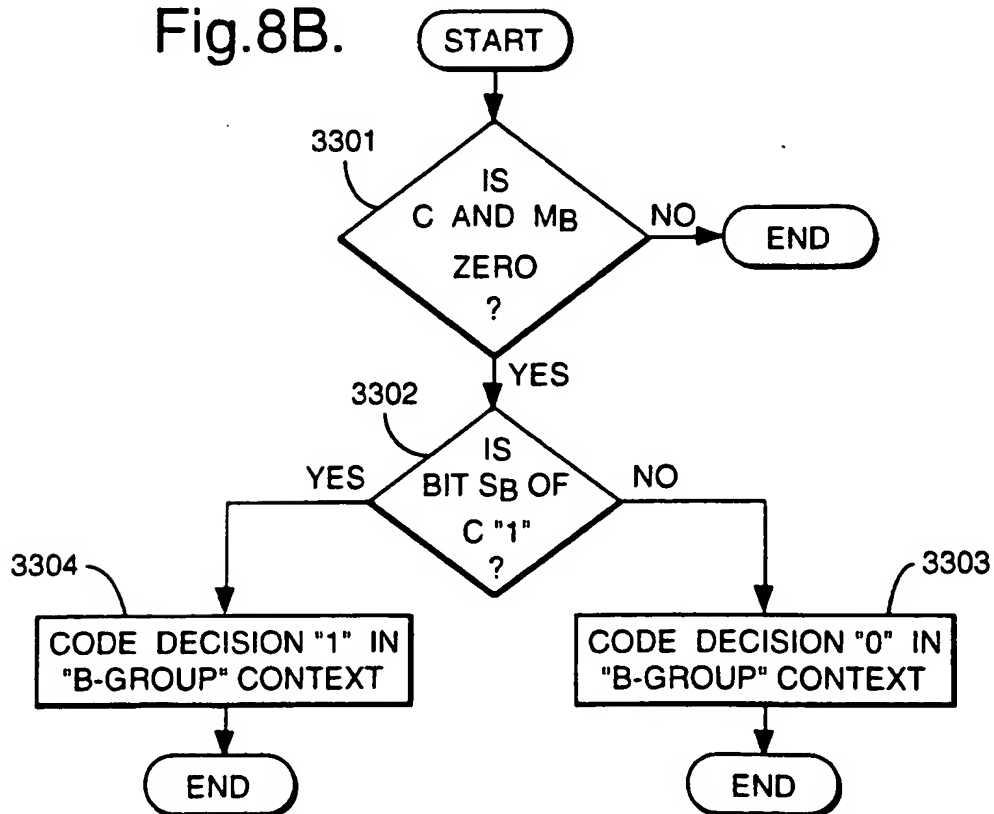 Fig.8B.
START
3301
IS
C AND MB
ZERO
?
NO
END
YES
3302
IS
BIT SB OF
C "1"
?
YES
NO
3304
CODE DECISION "1" IN
"B-GROUP" CONTEXT
3303
CODE DECISION "0" IN
"B-GROUP" CONTEXT
END
END